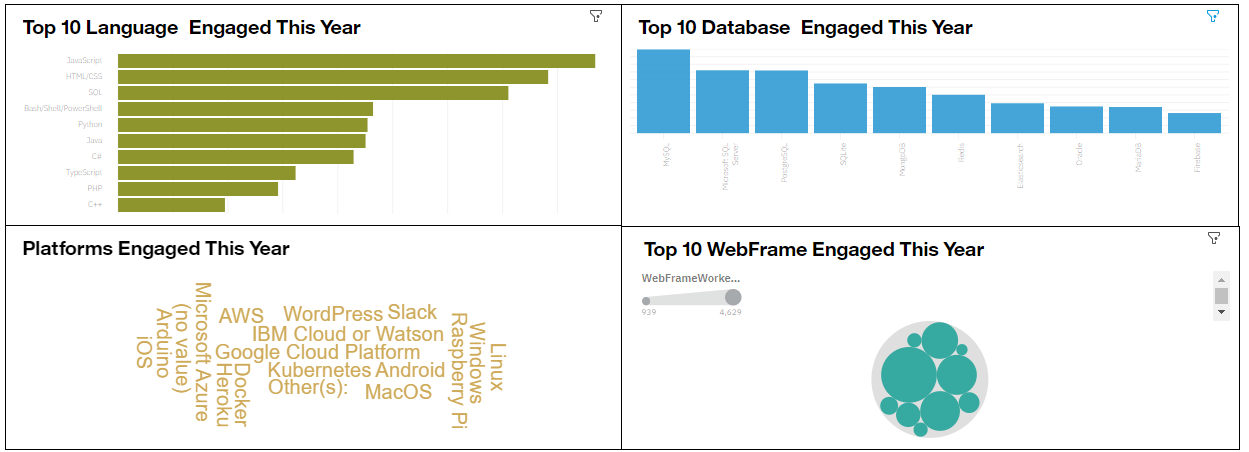 Top 10 Language  Engaged This Year
JavaScript
HTML/CSS
SQL
Bash/Shell/PowerShell
Python
Java
C#
TypeScript
PHP
C++
Top 10 Database  Engaged This Year
MySQL
Microsoft SQL
Server
PostgreSQL
SQLite
MongoDB
Redis
Elasticsearch
Oracle
MariaDB
Firebase
Platforms Engaged This Year
iOS
Arduino
(no value)
Microsoft Azure
AWS
WordPress
Slack
IBM Cloud or Watson
Google Cloud Platform
Heroku
Docker
Kubernetes
Android
Other(s):
MacOS
Raspberry Pi
Windows
Linux
Top 10 WebFrame Engaged This Year
WebFrameWorke...
939
4,629